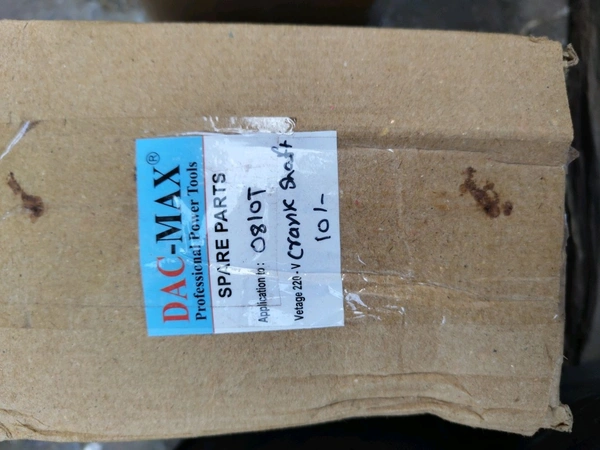 DAC-MAX®
Professional Power Tools
SPARE PARTS
Application to: 0810T
Vetage 220-V Crank Shaft
10/-